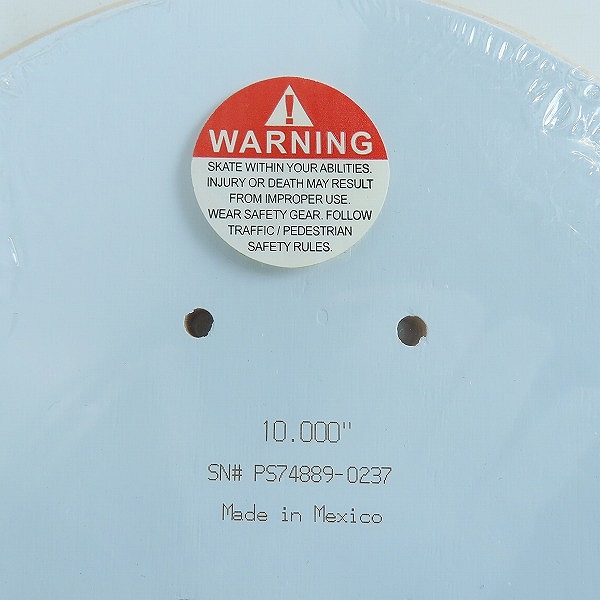 WARNING
SKATE WITHIN YOUR ABILITIES.
INJURY OR DEATH MAY RESULT
FROM IMPROPER USE.
WEAR SAFETY GEAR. FOLLOW
TRAFFIC / PEDESTRIAN
SAFETY RULES.
10.000"
SN# PS74889-0237
Made in Mexico